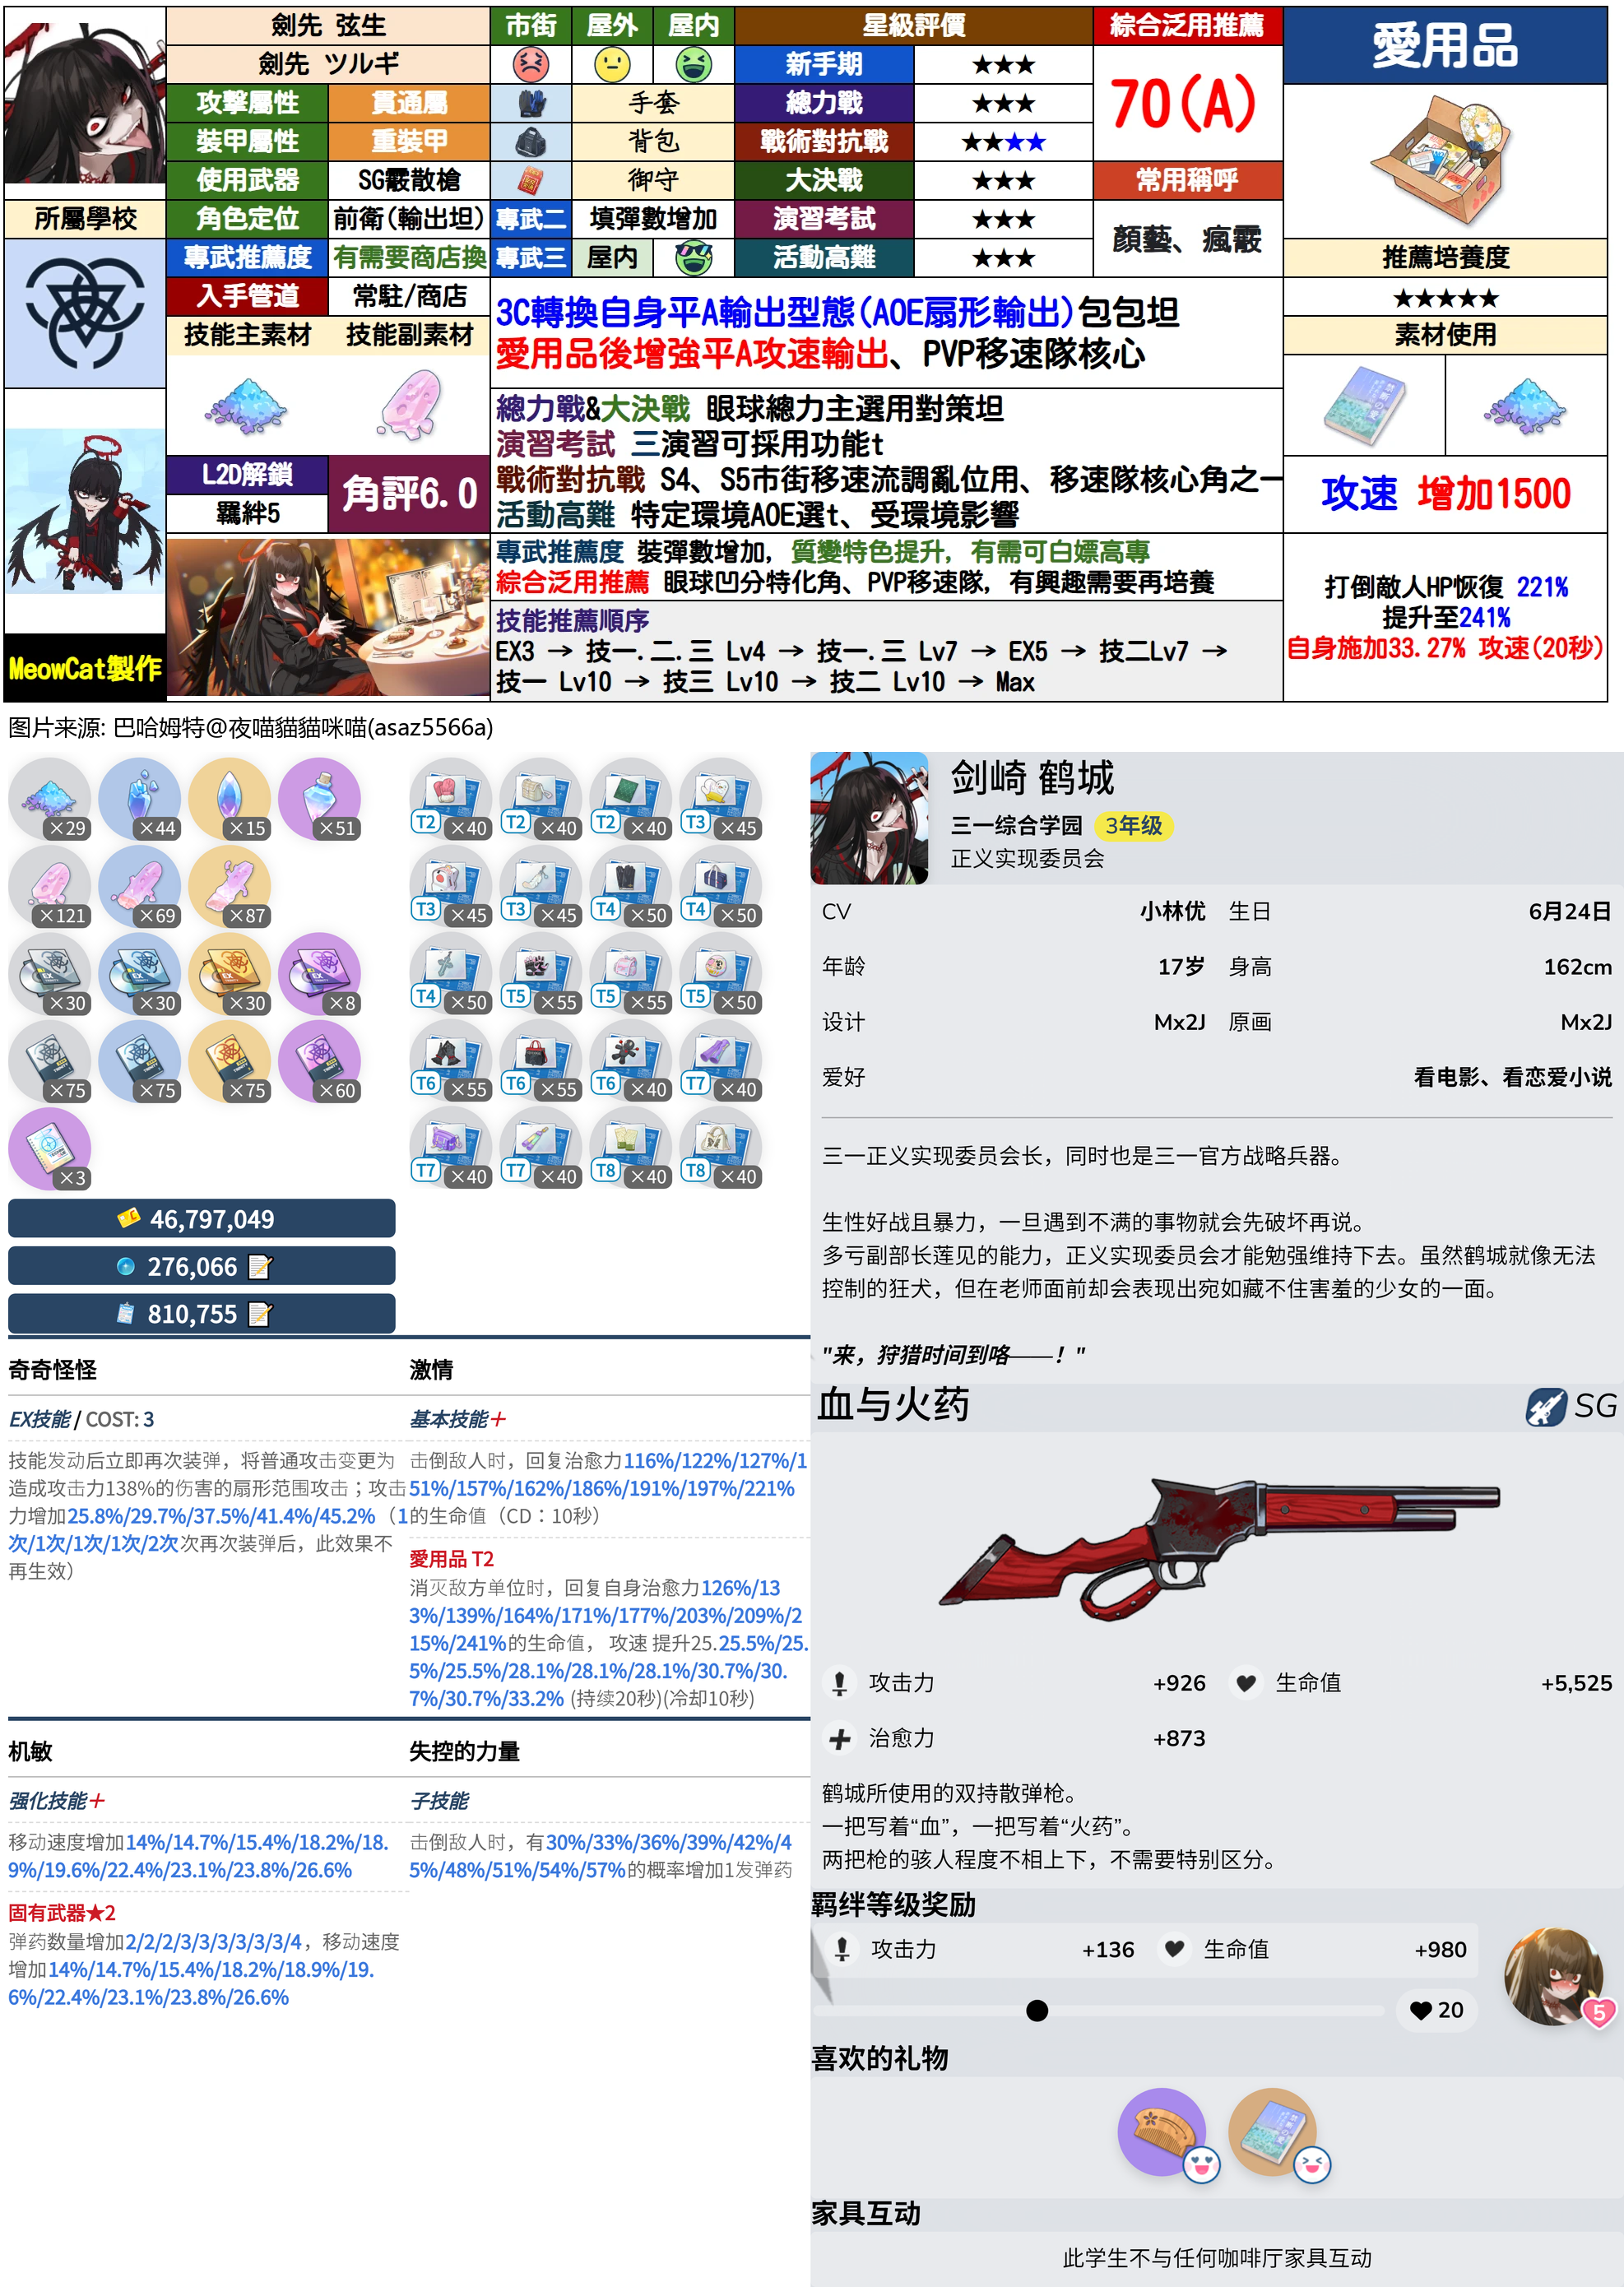 劍先 弦生
劍先 ツルギ
攻擊屬性 貫通屬
裝甲屬性 重裝甲
使用武器 SG霰散槍
所屬學校
角色定位 前衛(輸出坦)
專武推薦度 有需要商店換
入手管道 常駐/商店
技能主素材 技能副素材
L2D解鎖
羈絆5
角評6.0
MeowCat製作
市街 屋外 屋内
手套
背包
御守
專武二 填彈數增加
專武三 屋内
星級評價
新手期 ★★★
總力戰 ★★★
戰術對抗戰 ★★★★
大決戰 ★★★
演習考試 ★★★
活動高難 ★★★
綜合泛用推薦
70(A)
常用稱呼
顏藝、瘋霰
3C轉換自身平A輸出型態(AOE扇形輸出)包包坦
愛用品後增強平A攻速輸出、PVP移速隊核心
總力戰&大決戰 眼球總力主選用對策坦
演習考試 三演習可採用功能t
戰術對抗戰 S4、S5市街移速流調亂位用、移速隊核心角之一
活動高難 特定環境AOE選t、受環境影響
專武推薦度 裝彈數增加, 質變特色提升, 有需可白嫖高專
綜合泛用推薦 眼球凹分特化角、PVP移速隊, 有興趣需要再培養
技能推薦順序
EX3 → 技一.二.三 Lv4 → 技一.三 Lv7 → EX5 → 技二Lv7 →
技一 Lv10 → 技三 Lv10 → 技二 Lv10 → Max
愛用品
推薦培養度
★★★★★
素材使用
攻速 增加1500
打倒敵人HP恢復 221%
提升至241%
自身施加33.27% 攻速(20秒)
图片来源: 巴哈姆特@夜喵貓貓咪喵(asaz5566a)
×29 ×44 ×15 ×51
×121 ×69 ×87
×30 ×30 ×30 ×8
×75 ×75 ×75 ×60
×3
46,797,049
276,066
810,755
T2 ×40 T2 ×40 T2 ×40 T3 ×45
T3 ×45 T3 ×45 T4 ×50 T4 ×50
T4 ×50 T5 ×55 T5 ×55 T5 ×50
T6 ×55 T6 ×55 T6 ×40 T7 ×40
T7 ×40 T7 ×40 T8 ×40 T8 ×40
奇奇怪怪
EX技能 / COST: 3
技能发动后立即再次装弹，将普通攻击变更为
造成攻击力138%的伤害的扇形范围攻击；攻击
力增加25.8%/29.7%/37.5%/41.4%/45.2%（1
次/1次/1次/1次/2次次再次装弹后，此效果不
再生效）
激情
基本技能＋
击倒敌人时，回复治愈力116%/122%/127%/1
51%/157%/162%/186%/191%/197%/221%
的生命值（CD：10秒）
愛用品 T2
消灭敌方单位时，回复自身治愈力126%/13
3%/139%/164%/171%/177%/203%/209%/2
15%/241%的生命值， 攻速 提升25.25.5%/25.
5%/25.5%/28.1%/28.1%/28.1%/30.7%/30.
7%/30.7%/33.2% (持续20秒)(冷却10秒)
机敏
强化技能＋
移动速度增加14%/14.7%/15.4%/18.2%/18.
9%/19.6%/22.4%/23.1%/23.8%/26.6%
固有武器★2
弹药数量增加2/2/2/3/3/3/3/3/3/4，移动速度
增加14%/14.7%/15.4%/18.2%/18.9%/19.
6%/22.4%/23.1%/23.8%/26.6%
失控的力量
子技能
击倒敌人时，有30%/33%/36%/39%/42%/4
5%/48%/51%/54%/57%的概率增加1发弹药
剑崎 鹤城
三一综合学园 3年级
正义实现委员会
CV 小林优 生日 6月24日
年龄 17岁 身高 162cm
设计 Mx2J 原画 Mx2J
爱好 看电影、看恋爱小说
三一正义实现委员会长，同时也是三一官方战略兵器。
生性好战且暴力，一旦遇到不满的事物就会先破坏再说。
多亏副部长莲见的能力，正义实现委员会才能勉强维持下去。虽然鹤城就像无法
控制的狂犬，但在老师面前却会表现出宛如藏不住害羞的少女的一面。
"来，狩猎时间到咯——！"
血与火药 SG
攻击力 +926 生命值 +5,525
治愈力 +873
鹤城所使用的双持散弹枪。
一把写着“血”，一把写着“火药”。
两把枪的骇人程度不相上下，不需要特别区分。
羁绊等级奖励
攻击力 +136 生命值 +980
20
5
喜欢的礼物
家具互动
此学生不与任何咖啡厅家具互动